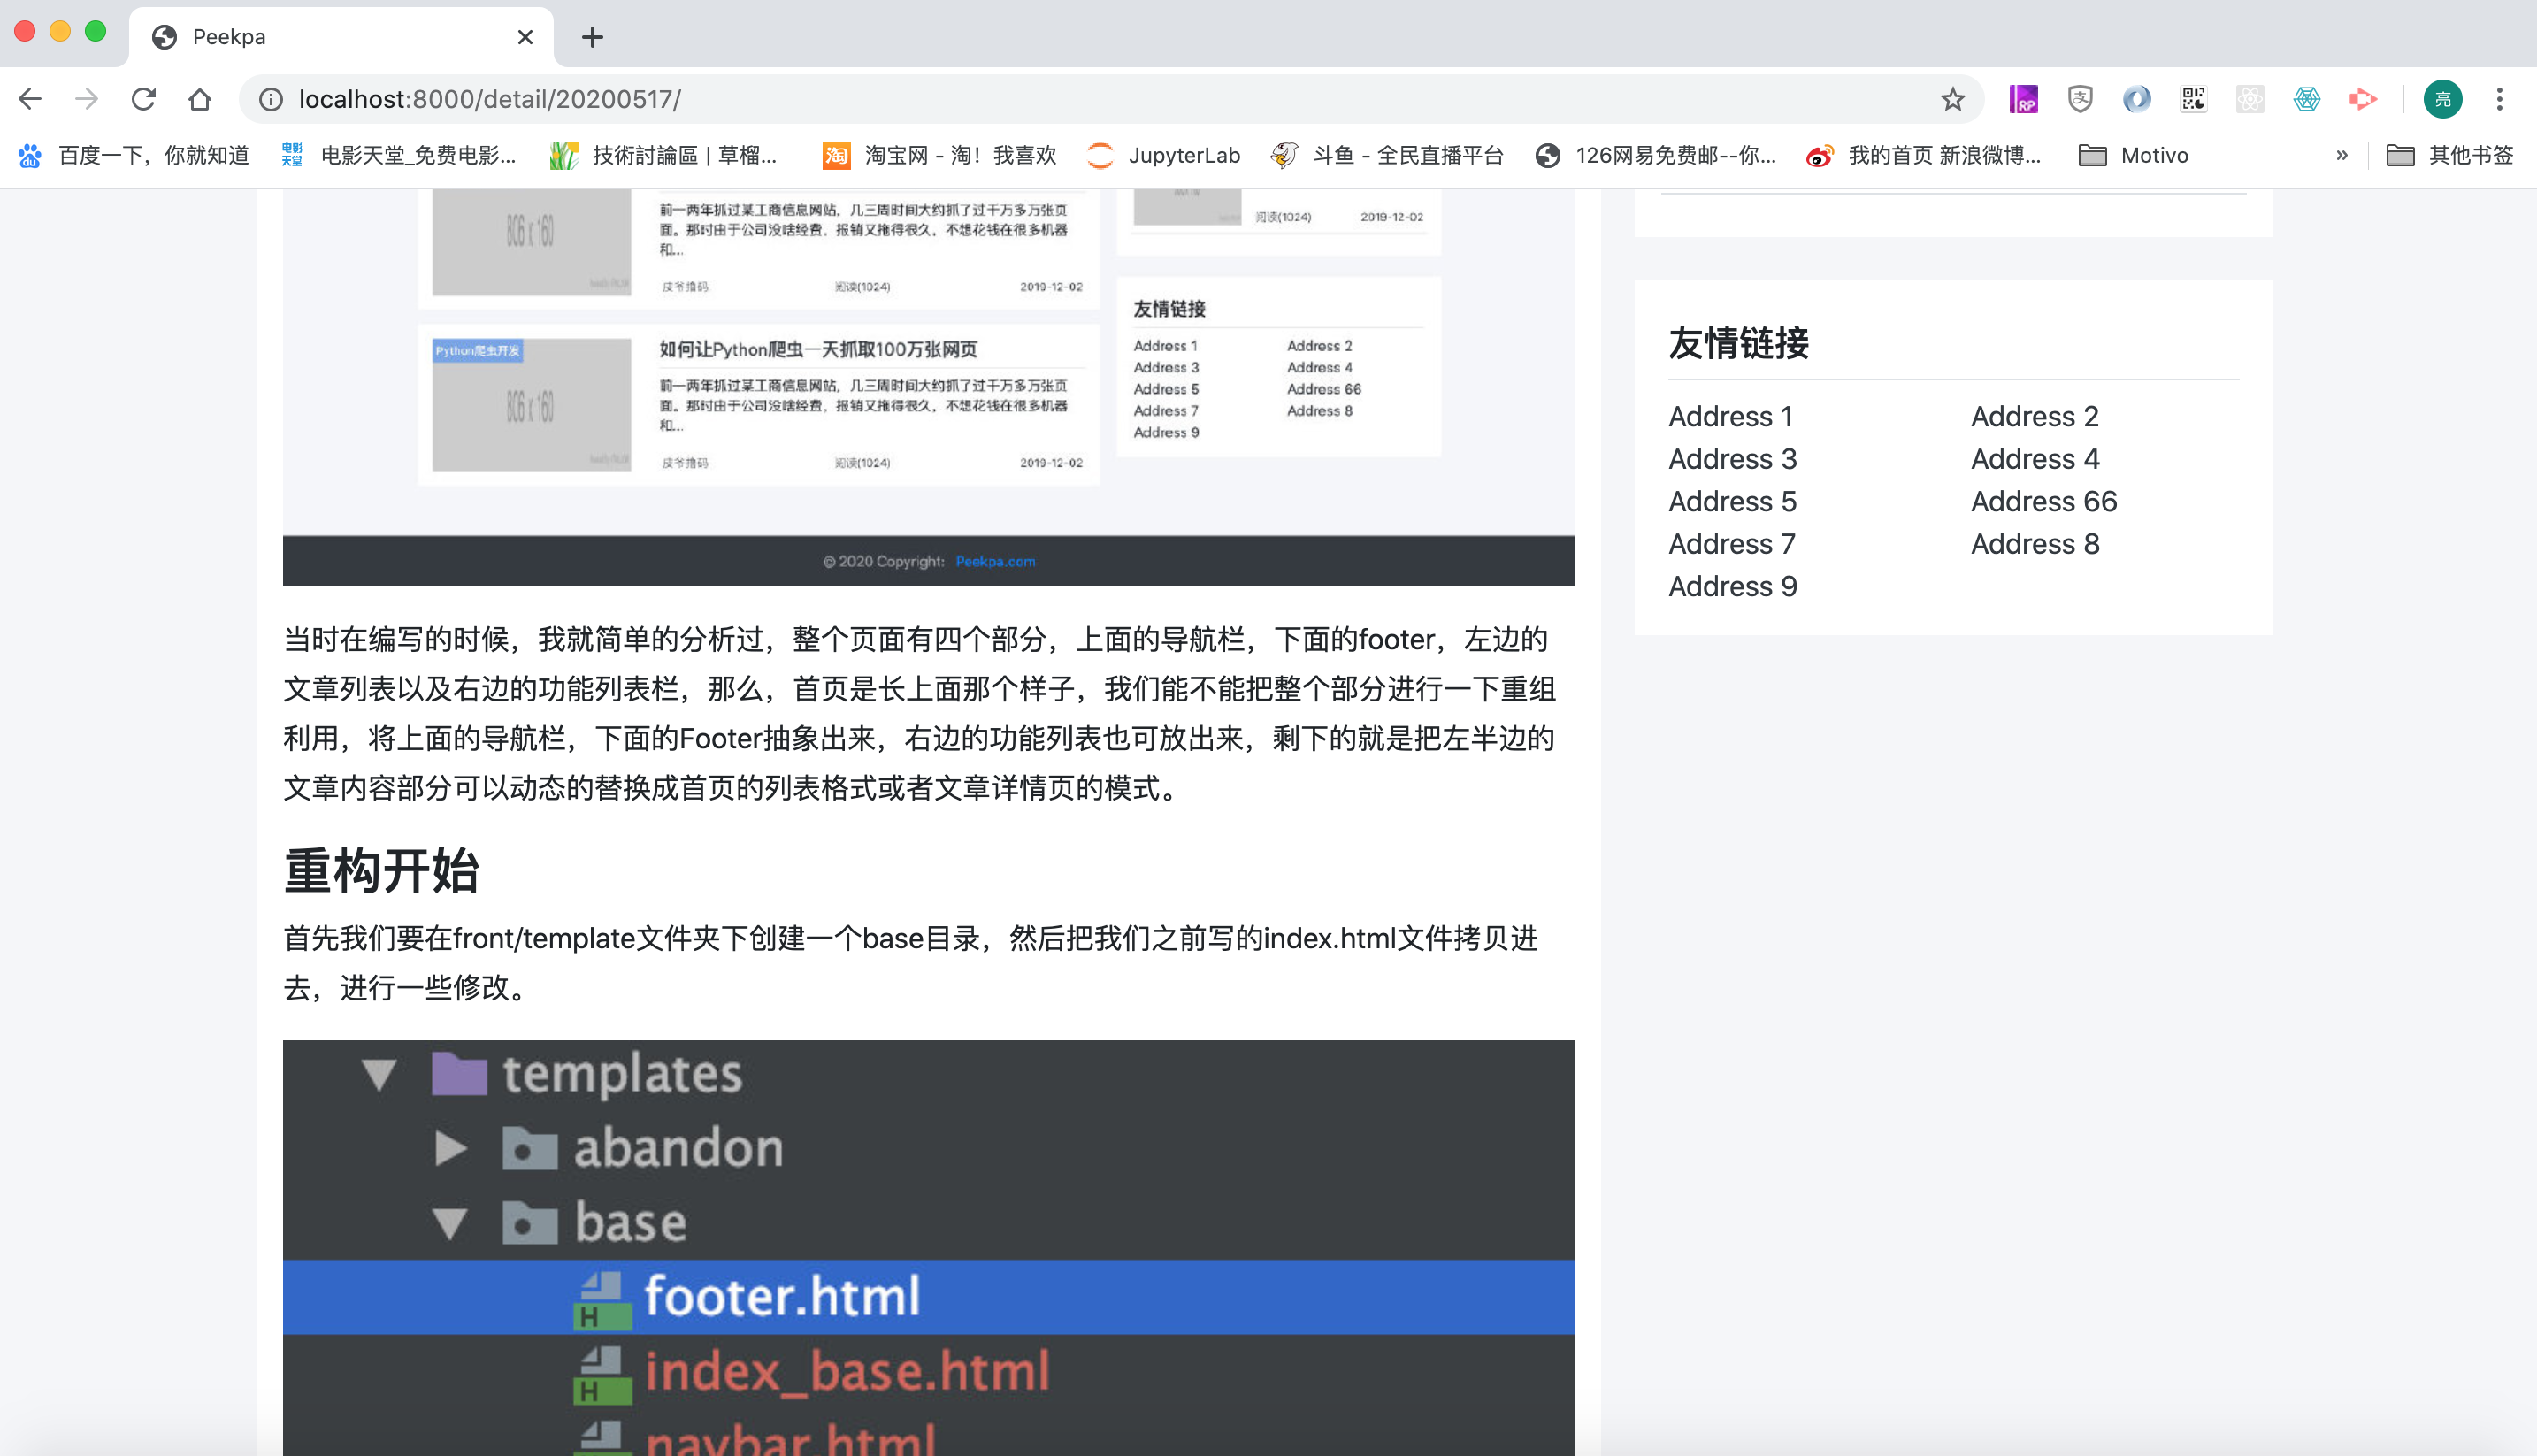 Peekpa
localhost:8000/detail/20200517/
RP
支
亮
百度一下，你就知道
电影天堂_免费电影...
技術討論區 | 草榴...
淘宝网 - 淘！我喜欢
JupyterLab
斗鱼 - 全民直播平台
126网易免费邮--你...
我的首页 新浪微博...
Motivo
»
其他书签
806 x 160
前一两年抓过某工商信息网站，几三周时间大约抓了过千万多万张页
面。那时由于公司没啥经费，报销又拖得很久，不想花钱在很多机器
和...
皮爷撸码 阅读(1024) 2019-12-02
阅读(1024) 2019-12-02
Python爬虫开发
806 x 160
如何让Python爬虫一天抓取100万张网页
前一两年抓过某工商信息网站，几三周时间大约抓了过千万多万张页
面。那时由于公司没啥经费，报销又拖得很久，不想花钱在很多机器
和...
皮爷撸码 阅读(1024) 2019-12-02
友情链接
Address 1 Address 2
Address 3 Address 4
Address 5 Address 66
Address 7 Address 8
Address 9
© 2020 Copyright: Peekpa.com
当时在编写的时候，我就简单的分析过，整个页面有四个部分，上面的导航栏，下面的footer，左边的
文章列表以及右边的功能列表栏，那么，首页是长上面那个样子，我们能不能把整个部分进行一下重组
利用，将上面的导航栏，下面的Footer抽象出来，右边的功能列表也可放出来，剩下的就是把左半边的
文章内容部分可以动态的替换成首页的列表格式或者文章详情页的模式。
重构开始
首先我们要在front/template文件夹下创建一个base目录，然后把我们之前写的index.html文件拷贝进
去，进行一些修改。
templates
abandon
base
H footer.html
H index_base.html
navbar.html
友情链接
Address 1 Address 2
Address 3 Address 4
Address 5 Address 66
Address 7 Address 8
Address 9